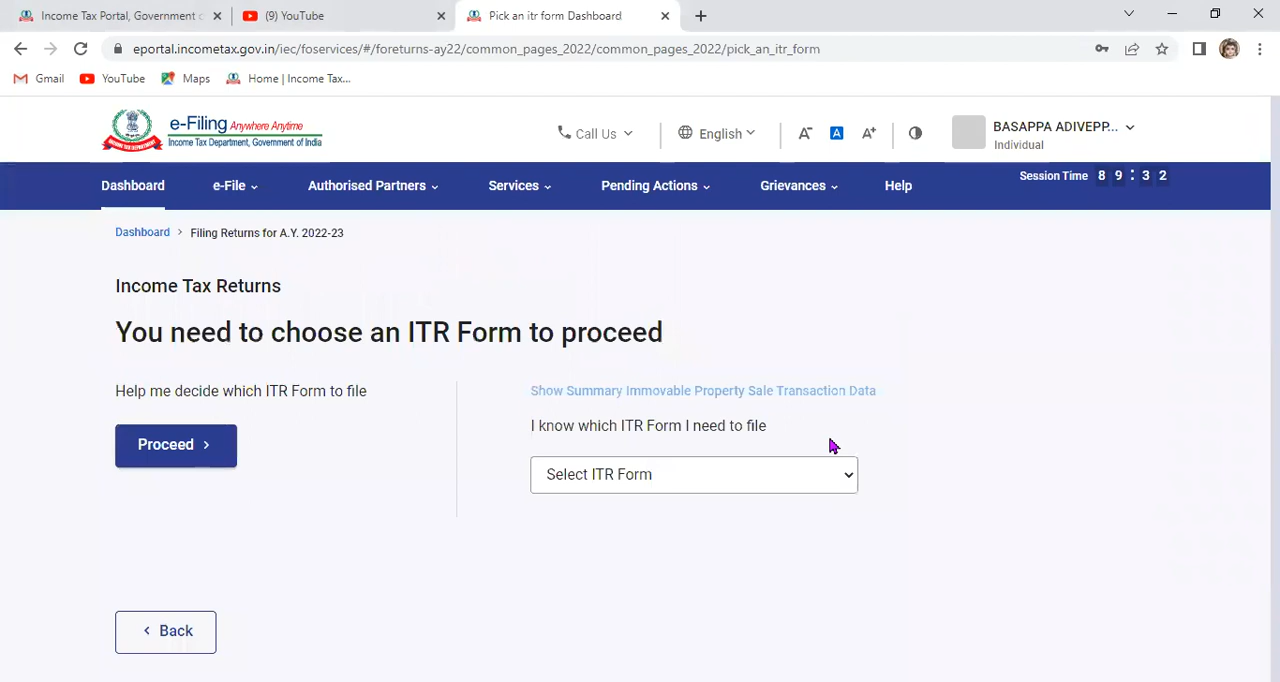 Income Tax Portal, Government o
(9) YouTube
Pick an itr form Dashboard
eportal.incometax.gov.in/iec/foservices/#/foreturns-ay22/common_pages_2022/common_pages_2022/pick_an_itr_form
Gmail
YouTube
Maps
Home | Income Tax...
e-Filing Anywhere Anytime
Income Tax Department, Government of India
Call Us
English
A-
A
A+
BASAPPA ADIVEPP...
Individual
Dashboard
e-File
Authorised Partners
Services
Pending Actions
Grievances
Help
Session Time 8 9 : 3 2
Dashboard > Filing Returns for A.Y. 2022-23
Income Tax Returns
You need to choose an ITR Form to proceed
Help me decide which ITR Form to file
Proceed >
Show Summary Immovable Property Sale Transaction Data
I know which ITR Form I need to file
Select ITR Form
< Back